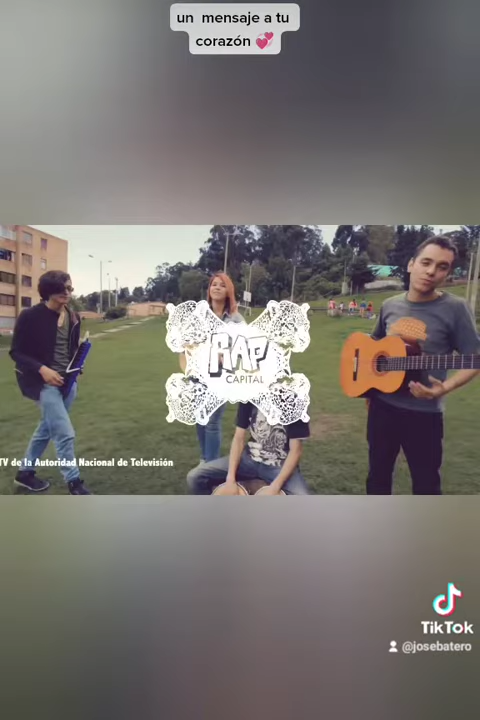 un mensaje a tu
corazón 💞
RAP
CAPITAL
TV de la Autoridad Nacional de Televisión
TikTok
@josebatero